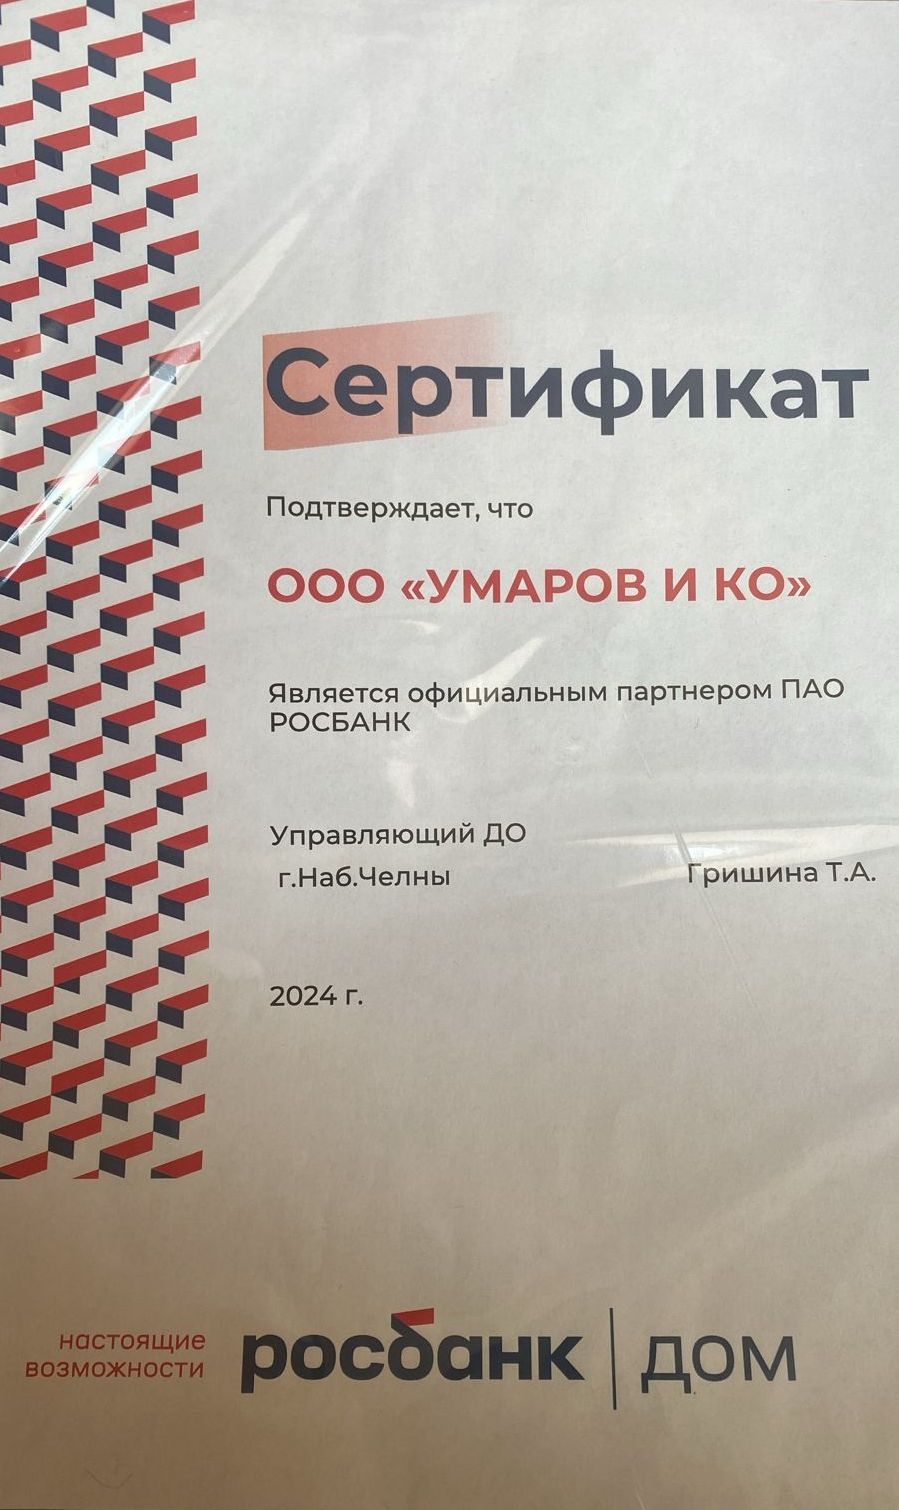 Сертификат
Подтверждает, что
ООО «УМАРОВ И КО»
Является официальным партнером ПАО
РОСБАНК
Управляющий ДО
г.Наб.Челны Гришина Т.А.
2024 г.
настоящие
возможности
росбанк | дом